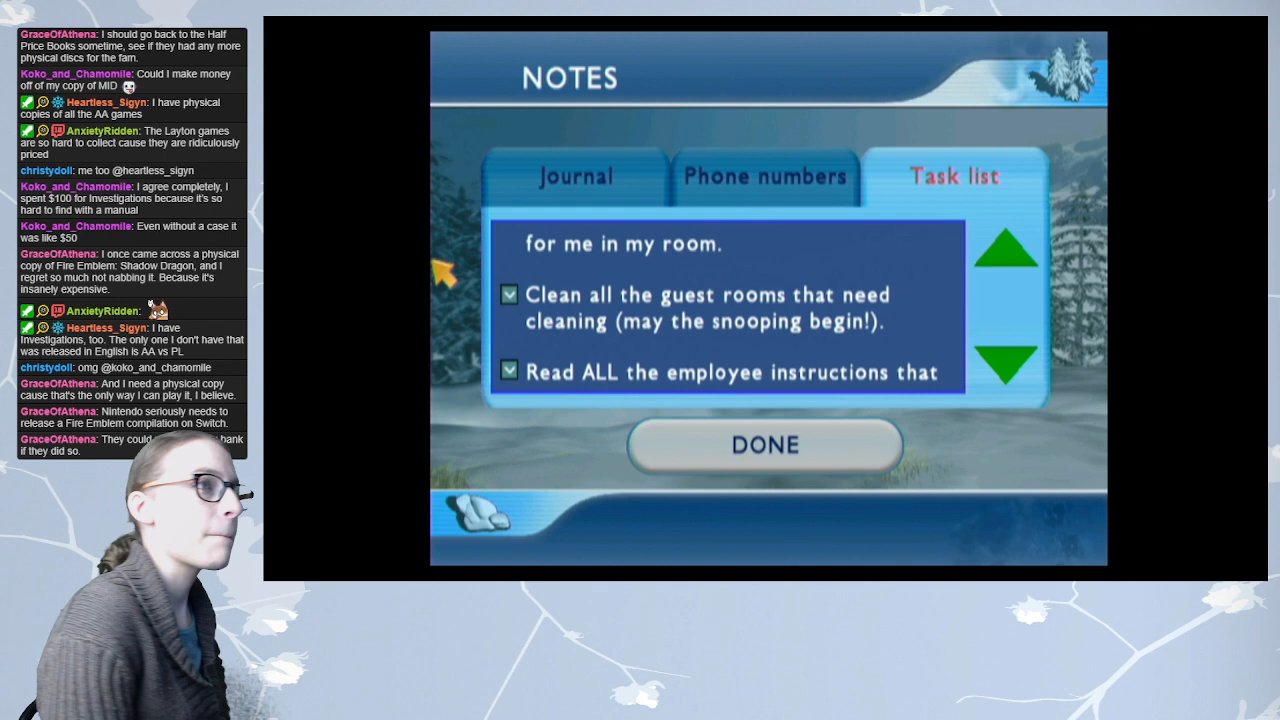 GraceOfAthena: I should go back to the Half
Price Books sometime, see if they had any more
physical discs for the fam.
Koko_and_Chamomile: Could I make money
off of my copy of MID
Heartless_Sigyn: I have physical
copies of all the AA games
AnxietyRidden: The Layton games
are so hard to collect cause they are ridiculously
priced
christydoll: me too @heartless_sigyn
Koko_and_Chamomile: I agree completely, I
spent $100 for Investigations because it's so
hard to find with a manual
Koko_and_Chamomile: Even without a case it
was like $50
GraceOfAthena: I once came across a physical
copy of Fire Emblem: Shadow Dragon, and I
regret so much not nabbing it. Because it's
insanely expensive.
AnxietyRidden:
Heartless_Sigyn: I have
Investigations, too. The only one I don't have that
was released in English is AA vs PL
christydoll: omg @koko_and_chamomile
GraceOfAthena: And I need a physical copy
cause that's the only way I can play it, I believe.
GraceOfAthena: Nintendo seriously needs to
release a Fire Emblem compilation on Switch.
GraceOfAthena: They could bank
if they did so.
NOTES
Journal
Phone numbers
Task list
for me in my room.
Clean all the guest rooms that need
cleaning (may the snooping begin!).
Read ALL the employee instructions that
DONE